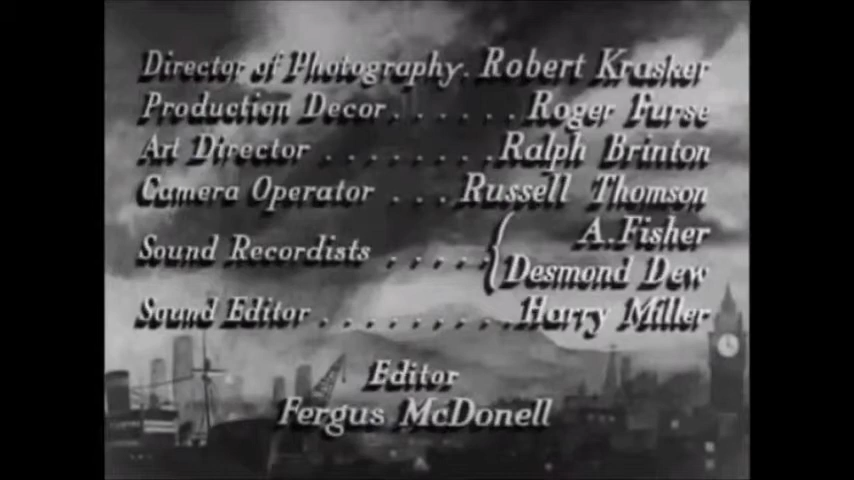 Director of Photography. Robert Krasker
Production Decor . . . . . . Roger Furse
Art Director . . . . . . . . Ralph Brinton
Camera Operator . . . Russell Thomson
Sound Recordists . . . . . { A. Fisher
Desmond Dew
Sound Editor . . . . . . . . . Harry Miller
Editor
Fergus McDonell